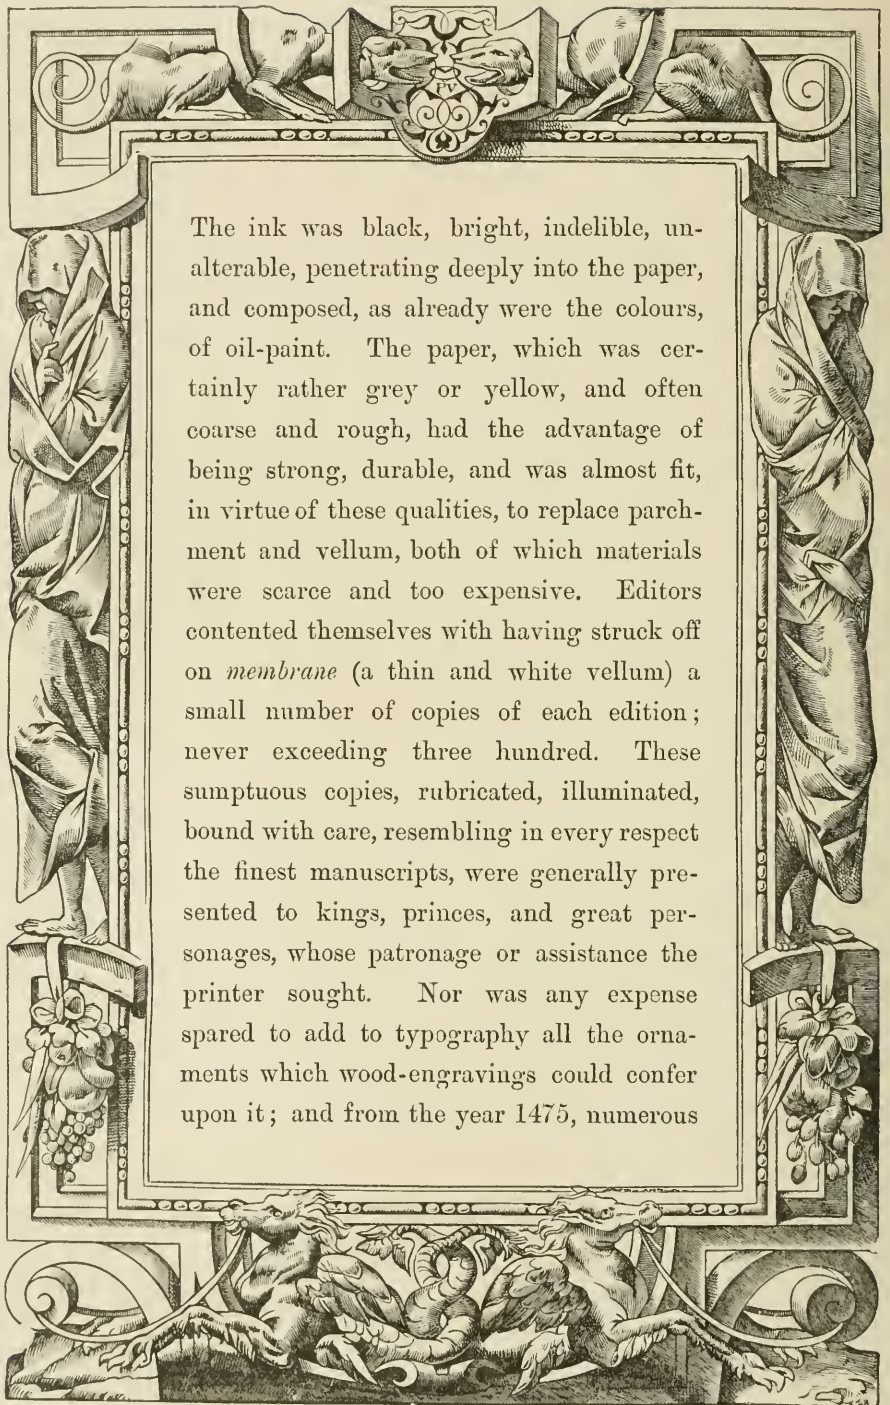 PV
The ink was black, bright, indelible, un-
alterable, penetrating deeply into the paper,
and composed, as already were the colours,
of oil-paint. The paper, which was cer-
tainly rather grey or yellow, and often
coarse and rough, had the advantage of
being strong, durable, and was almost fit,
in virtue of these qualities, to replace parch-
ment and vellum, both of which materials
were scarce and too expensive. Editors
contented themselves with having struck off
on membrane (a thin and white vellum) a
small number of copies of each edition;
never exceeding three hundred. These
sumptuous copies, rubricated, illuminated,
bound with care, resembling in every respect
the finest manuscripts, were generally pre-
sented to kings, princes, and great per-
sonages, whose patronage or assistance the
printer sought. Nor was any expense
spared to add to typography all the orna-
ments which wood-engravings could confer
upon it; and from the year 1475, numerous